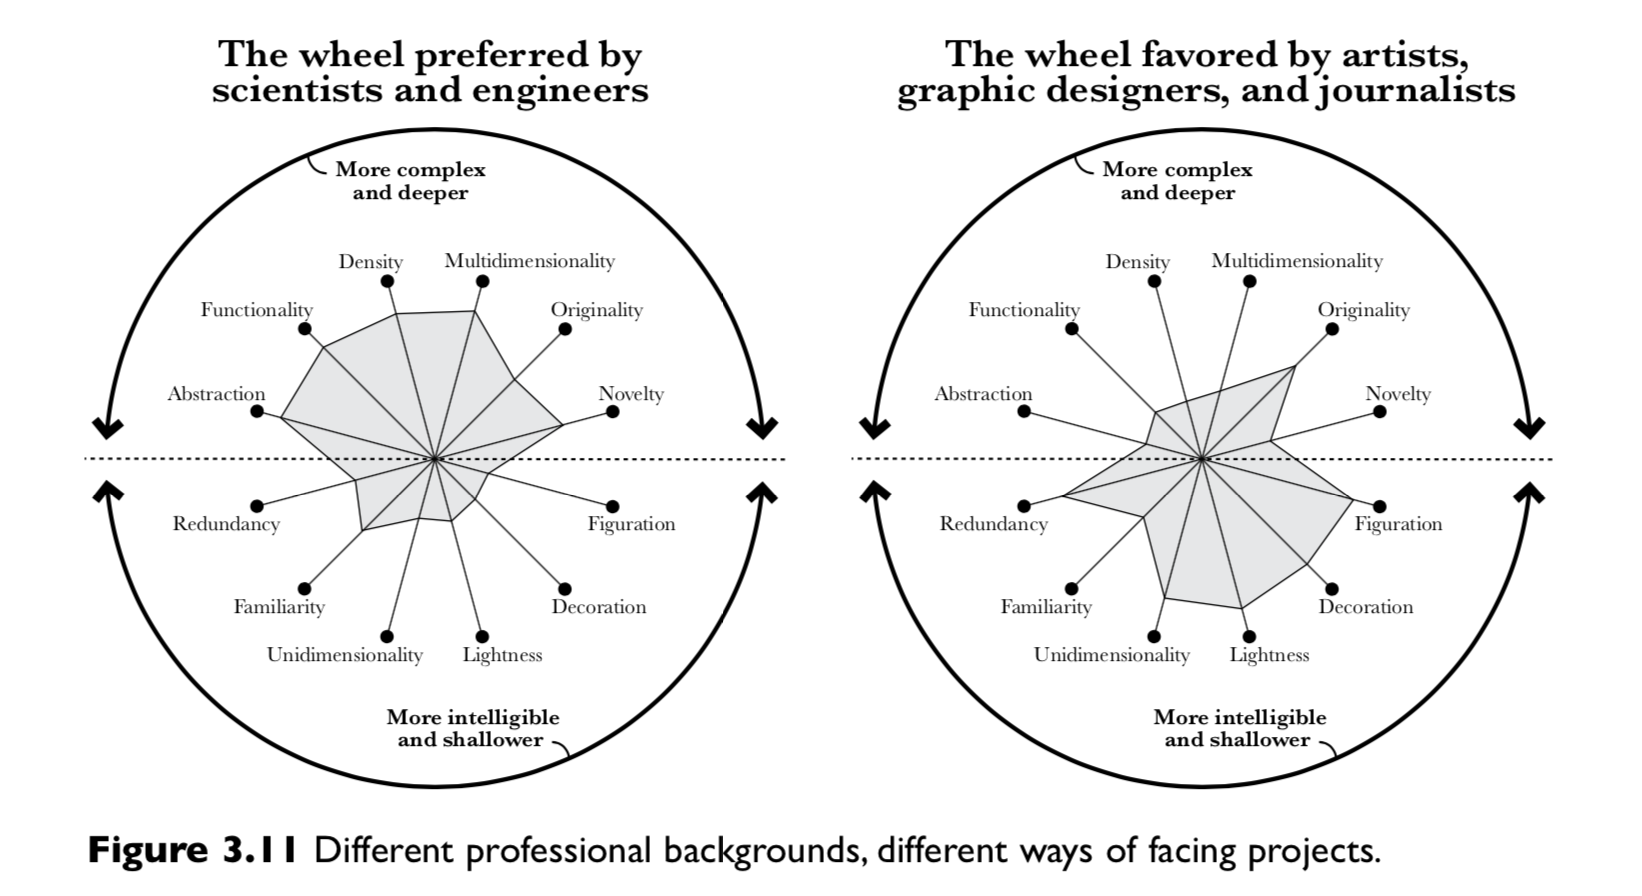 The wheel preferred by
scientists and engineers
More complex
and deeper
Density
Multidimensionality
Functionality
Originality
Abstraction
Novelty
Redundancy
Figuration
Familiarity
Decoration
Unidimensionality
Lightness
More intelligible
and shallower
The wheel favored by artists,
graphic designers, and journalists
More complex
and deeper
Density
Multidimensionality
Functionality
Originality
Abstraction
Novelty
Redundancy
Figuration
Familiarity
Decoration
Unidimensionality
Lightness
More intelligible
and shallower
Figure 3.11 Different professional backgrounds, different ways of facing projects.